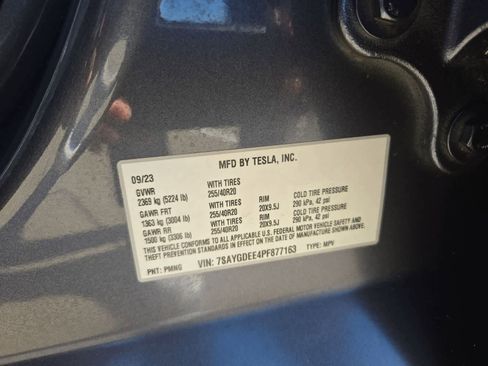 MFD BY TESLA, INC.
09/23
GVWR WITH TIRES
2369 kg (5224 lb) 255/40R20
GAWR FRT WITH TIRES RIM COLD TIRE PRESSURE
1363 kg (3004 lb) 255/40R20 20X9.5J 290 kPa, 42 psi
GAWR RR WITH TIRES RIM COLD TIRE PRESSURE
1500 kg (3306 lb) 255/40R20 20X9.5J 290 kPa, 42 psi
THIS VEHICLE CONFORMS TO ALL APPLICABLE U.S. FEDERAL MOTOR VEHICLE SAFETY AND
THEFT PREVENTION STANDARDS IN EFFECT ON THE DATE OF MANUFACTURE SHOWN ABOVE.
PNT: PMNG VIN: 7SAYGDEE4PF877163 TYPE: MPV